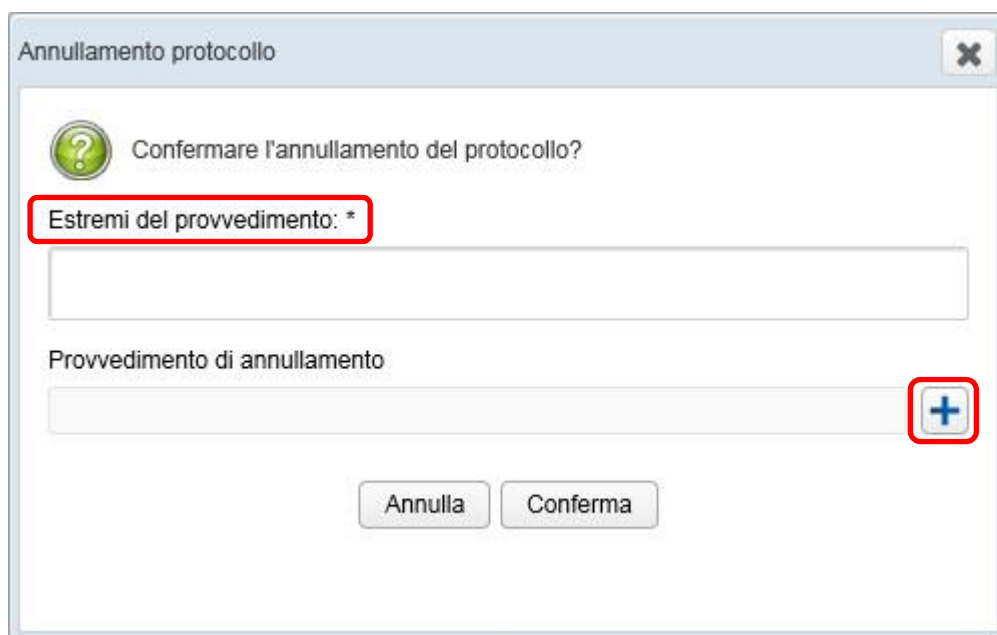 Annullamento protocollo
Confermare l'annullamento del protocollo?
Estremi del provvedimento: *
Provvedimento di annullamento
Annulla Conferma